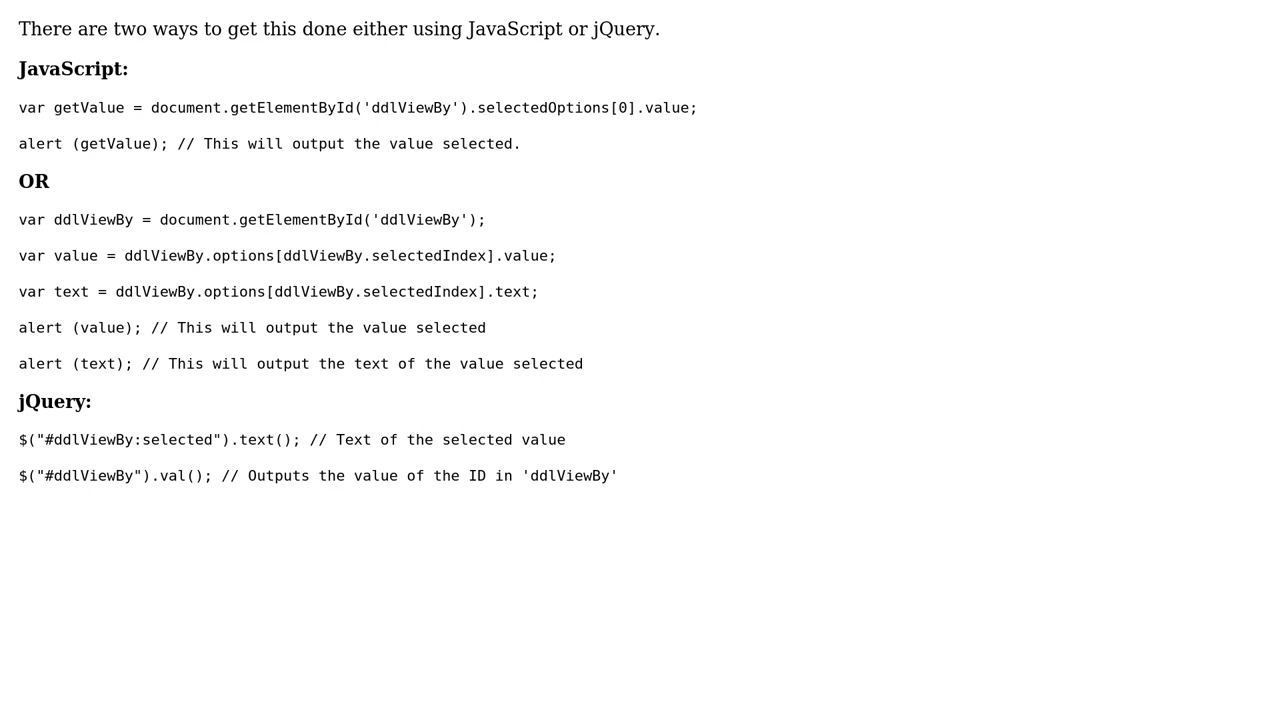 There are two ways to get this done either using JavaScript or jQuery.
JavaScript:
var getValue = document.getElementById('ddlViewBy').selectedOptions[0].value;
alert (getValue); // This will output the value selected.
OR
var ddlViewBy = document.getElementById('ddlViewBy');
var value = ddlViewBy.options[ddlViewBy.selectedIndex].value;
var text = ddlViewBy.options[ddlViewBy.selectedIndex].text;
alert (value); // This will output the value selected
alert (text); // This will output the text of the value selected
jQuery:
$("#ddlViewBy:selected").text(); // Text of the selected value
$("#ddlViewBy").val(); // Outputs the value of the ID in 'ddlViewBy'